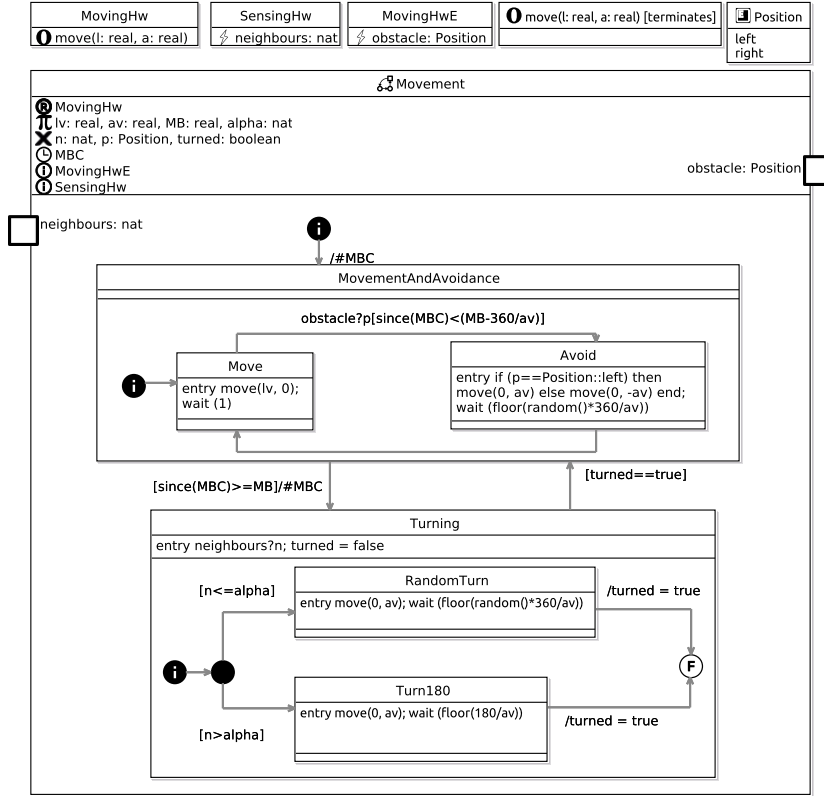 MovingHw
move(l: real, a: real)
SensingHw
neighbours: nat
MovingHwE
obstacle: Position
move(l: real, a: real) [terminates]
Position
left
right
Movement
R MovingHw
π lv: real, av: real, MB: real, alpha: nat
n: nat, p: Position, turned: boolean
MBC
i MovingHwE
i SensingHw
obstacle: Position
neighbours: nat
i
/#MBC
MovementAndAvoidance
obstacle?p[since(MBC)<(MB-360/av)]
i
Move
entry move(lv, 0);
wait (1)
Avoid
entry if (p==Position::left) then
move(0, av) else move(0, -av) end;
wait (floor(random()*360/av))
[since(MBC)>=MB]/#MBC
[turned==true]
Turning
entry neighbours?n; turned = false
[n<=alpha]
RandomTurn
entry move(0, av); wait (floor(random()*360/av))
/turned = true
i
F
Turn180
entry move(0, av); wait (floor(180/av))
[n>alpha]
/turned = true